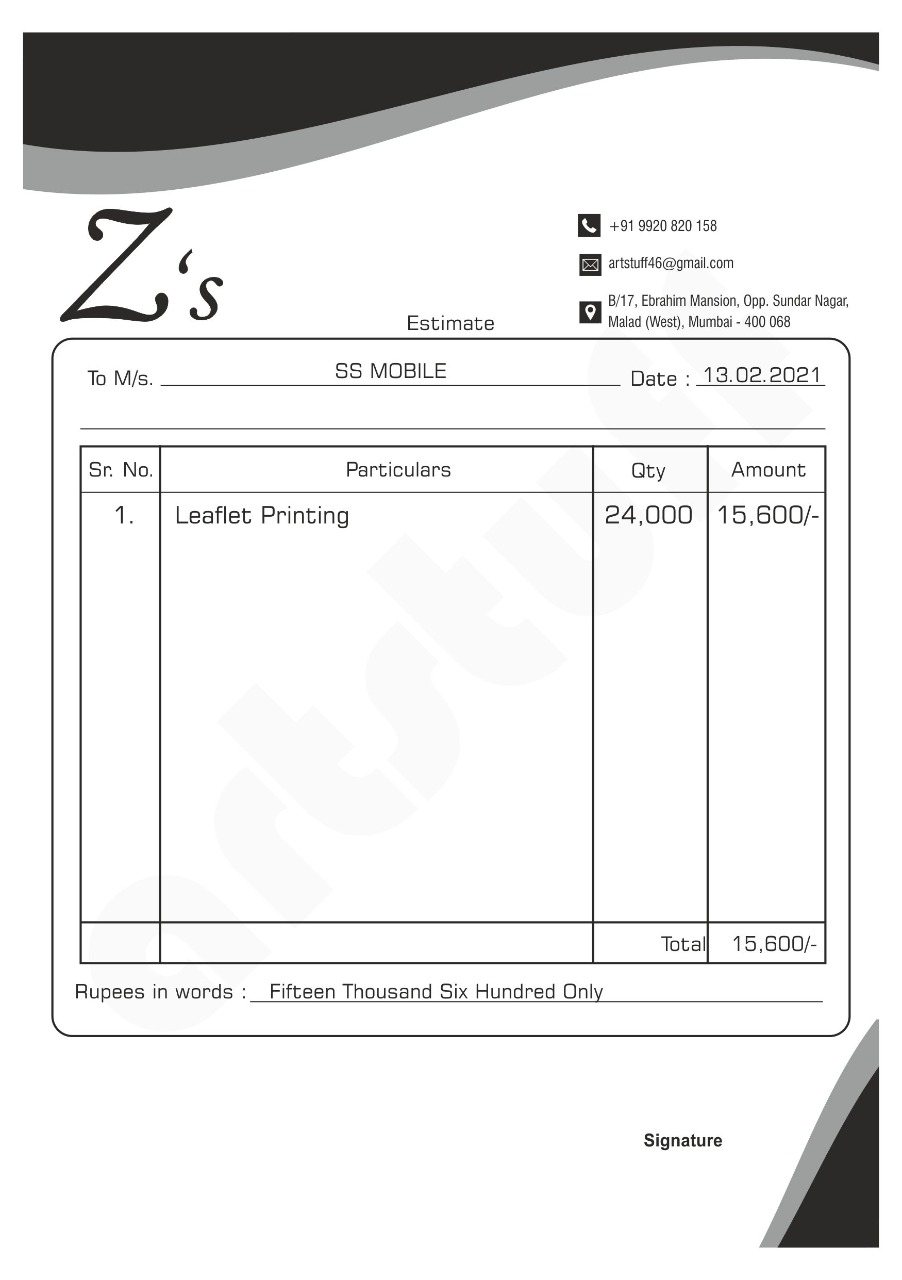 Z's
+91 9920 820 158
artstuff46@gmail.com
B/17, Ebrahim Mansion, Opp. Sundar Nagar,
Malad (West), Mumbai - 400 068
Estimate
To M/s. SS MOBILE Date : 13.02.2021
Sr. No. Particulars Qty Amount
1. Leaflet Printing 24,000 15,600/-
artstuff
Total 15,600/-
Rupees in words : Fifteen Thousand Six Hundred Only
Signature